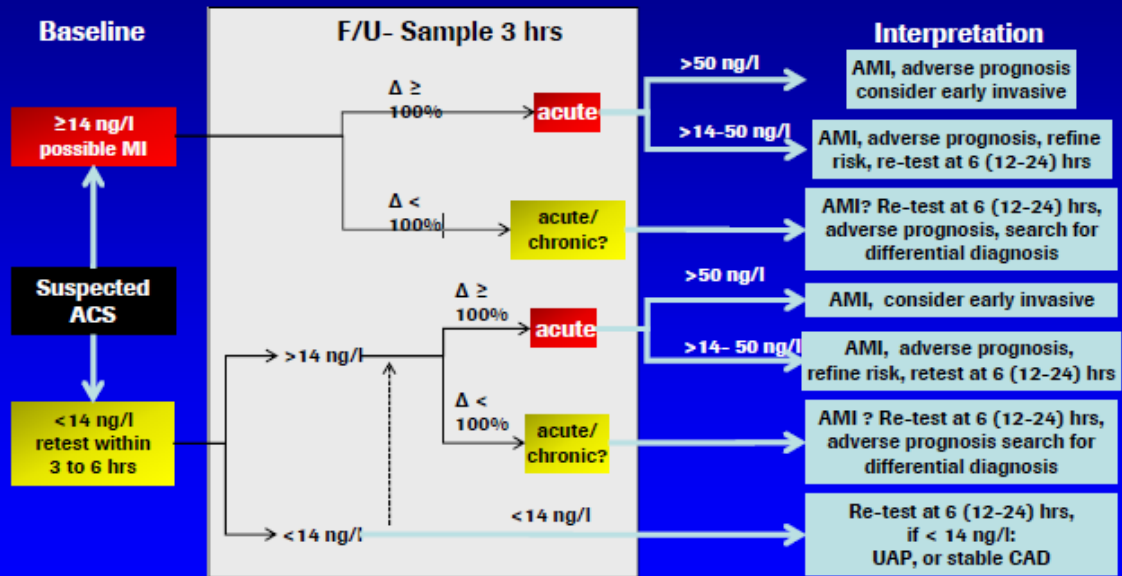 Baseline
F/U- Sample 3 hrs
Interpretation
≥14 ng/l
possible MI
Suspected
ACS
<14 ng/l
retest within
3 to 6 hrs
Δ ≥
100%
acute
>50 ng/l
AMI, adverse prognosis
consider early invasive
>14-50 ng/l
AMI, adverse prognosis, refine
risk, re-test at 6 (12-24) hrs
Δ <
100%
acute/
chronic?
AMI? Re-test at 6 (12-24) hrs,
adverse prognosis, search for
differential diagnosis
>14 ng/l
Δ ≥
100%
acute
>50 ng/l
AMI, consider early invasive
>14- 50 ng/l
AMI, adverse prognosis,
refine risk, retest at 6 (12-24) hrs
Δ <
100%
acute/
chronic?
AMI ? Re-test at 6 (12-24) hrs,
adverse prognosis search for
differential diagnosis
<14 ng/l
<14 ng/l
Re-test at 6 (12-24) hrs,
if < 14 ng/l:
UAP, or stable CAD